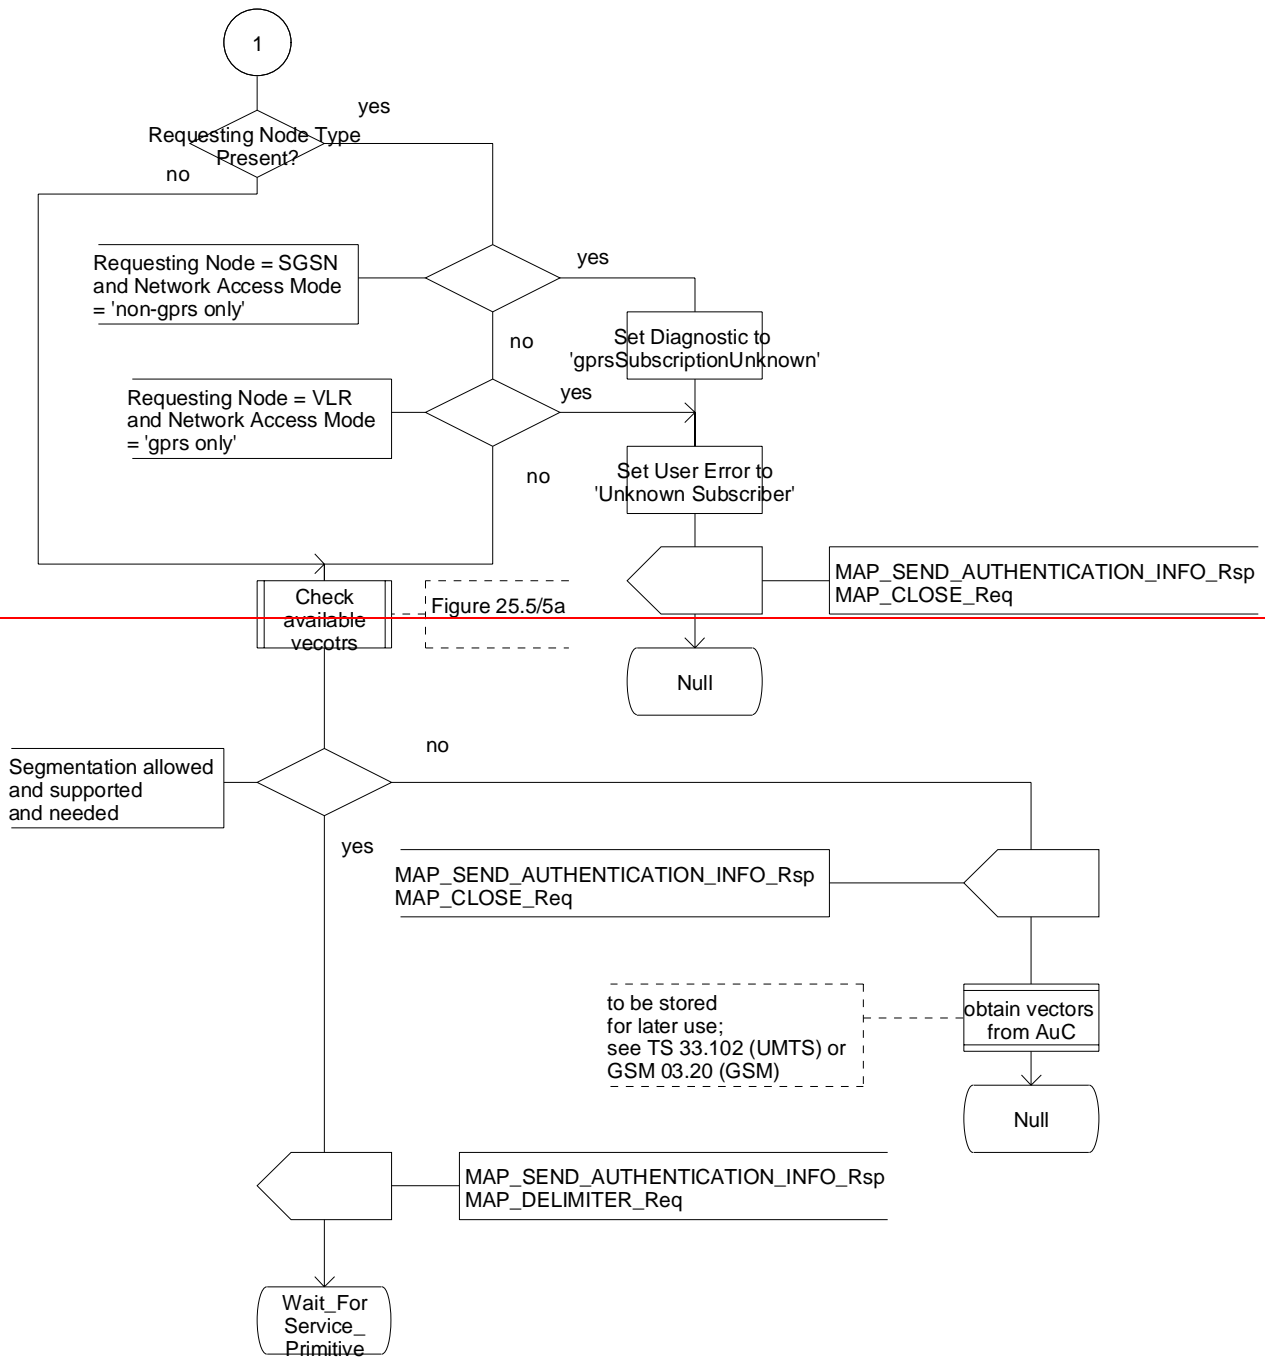 1
yes
Requesting Node Type
Present?
no
Requesting Node = SGSN
and Network Access Mode
= 'non-gprs only'
yes
no
Set Diagnostic to
'gprsSubscriptionUnknown'
Requesting Node = VLR
and Network Access Mode
= 'gprs only'
yes
no
Set User Error to
'Unknown Subscriber'
MAP_SEND_AUTHENTICATION_INFO_Rsp
MAP_CLOSE_Req
Check
available
vecotrs
Figure 25.5/5a
Null
Segmentation allowed
and supported
and needed
no
yes
MAP_SEND_AUTHENTICATION_INFO_Rsp
MAP_CLOSE_Req
to be stored
for later use;
see TS 33.102 (UMTS) or
GSM 03.20 (GSM)
obtain vectors
from AuC
Null
MAP_SEND_AUTHENTICATION_INFO_Rsp
MAP_DELIMITER_Req
Wait_For
Service_
Primitive